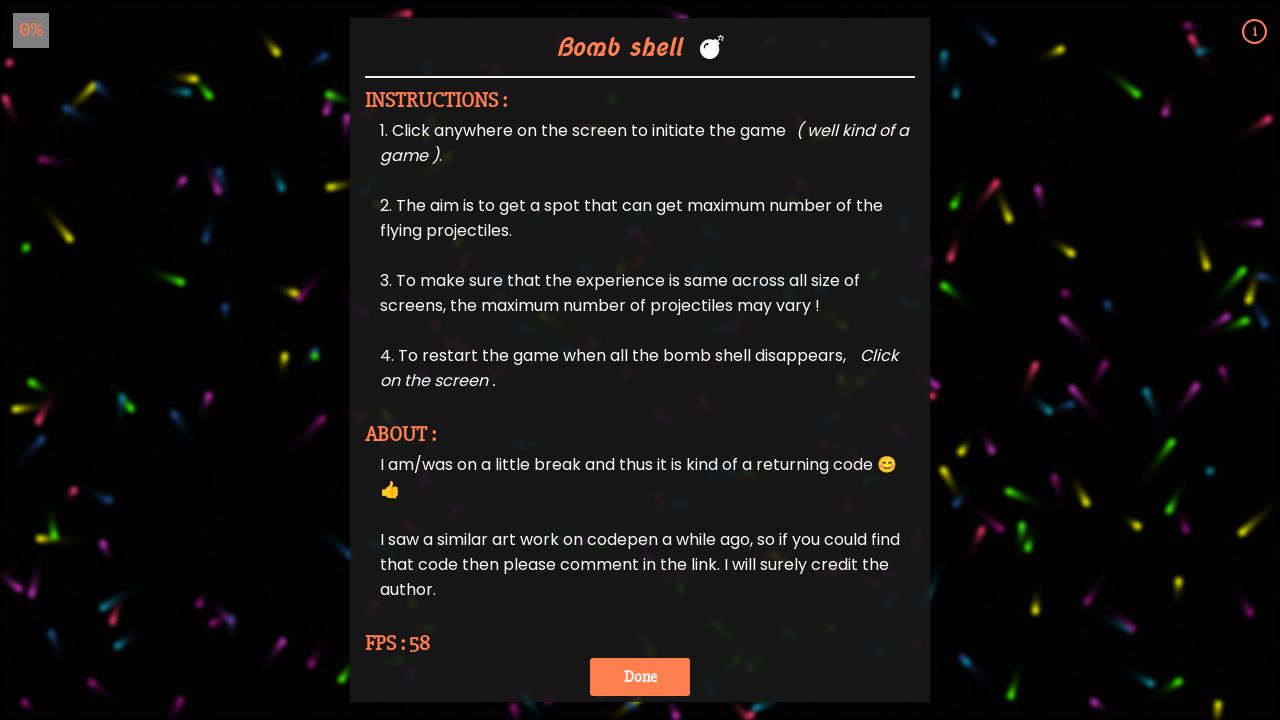 0%
i
Bomb shell 💣
INSTRUCTIONS :
1. Click anywhere on the screen to initiate the game ( well kind of a
game ).
2. The aim is to get a spot that can get maximum number of the
flying projectiles.
3. To make sure that the experience is same across all size of
screens, the maximum number of projectiles may vary !
4. To restart the game when all the bomb shell disappears, Click
on the screen .
ABOUT :
I am/was on a little break and thus it is kind of a returning code 😊
👍
I saw a similar art work on codepen a while ago, so if you could find
that code then please comment in the link. I will surely credit the
author.
FPS : 58
Done